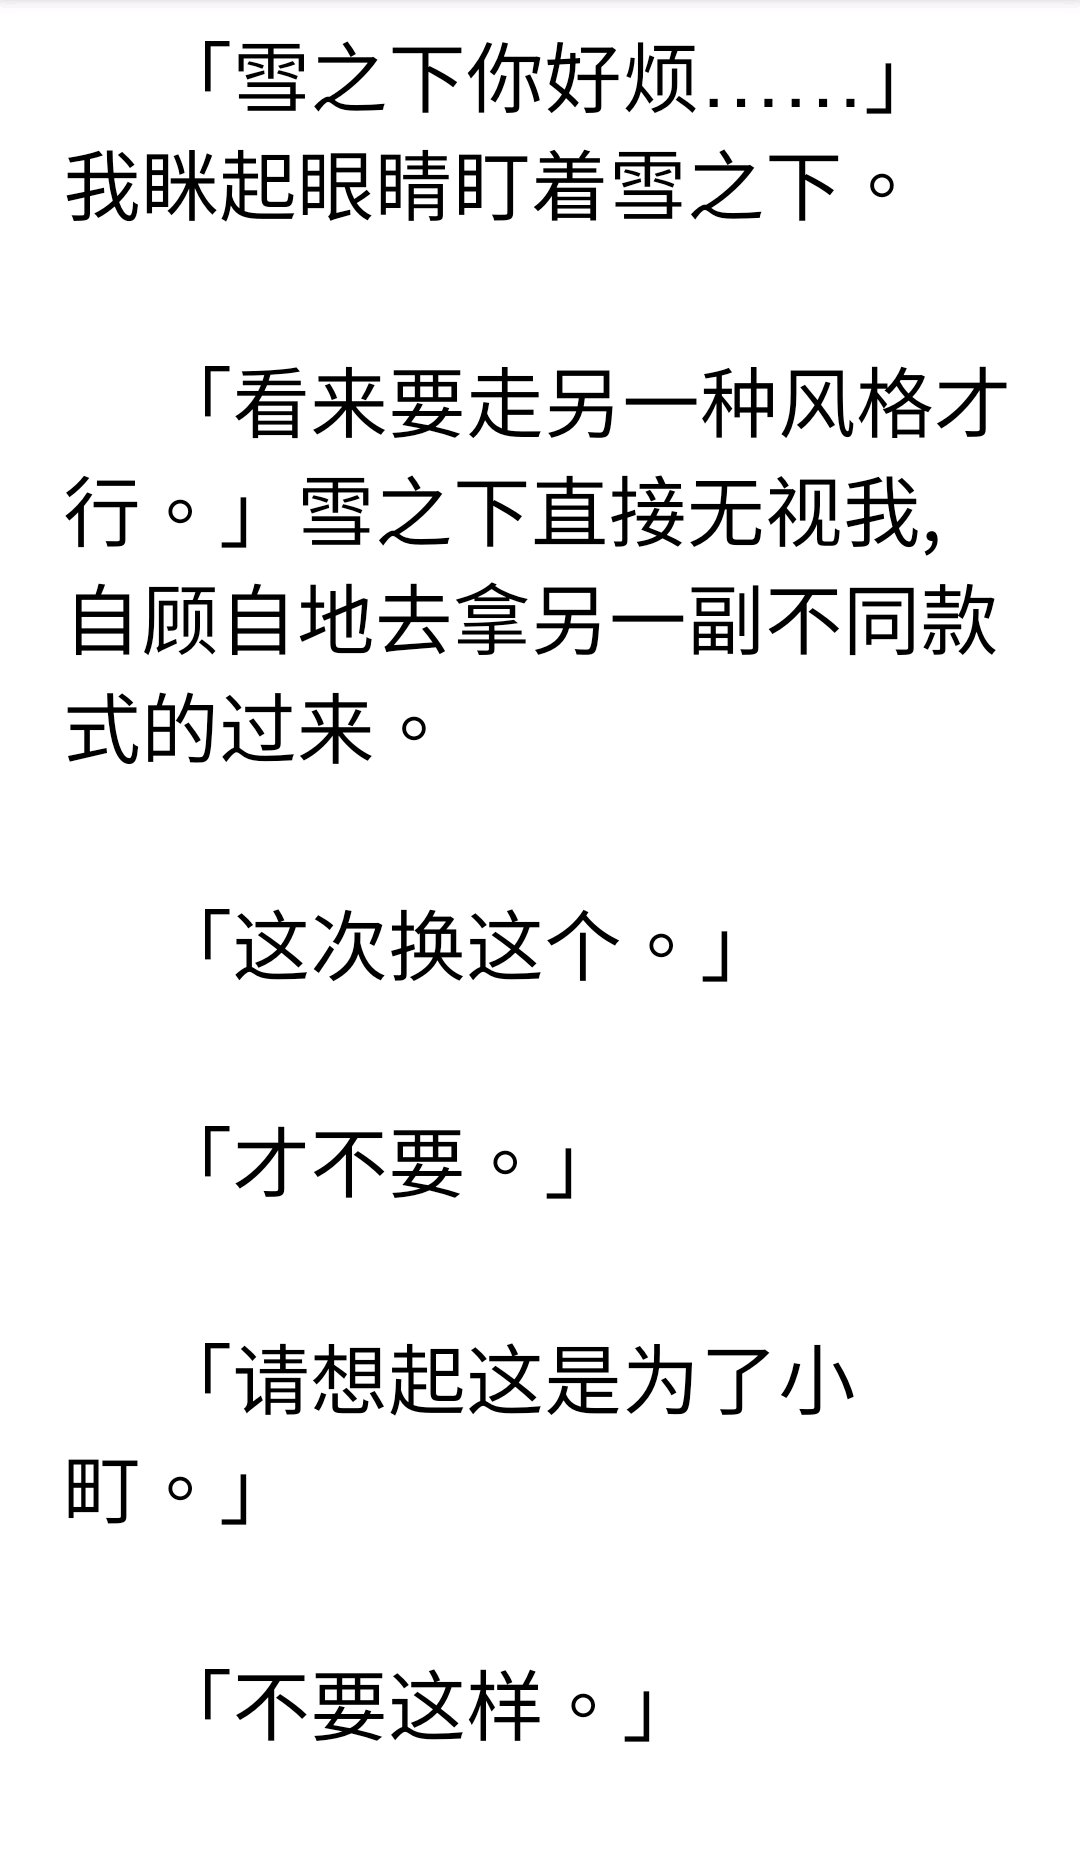 「雪之下你好烦……」
我眯起眼睛盯着雪之下。
「看来要走另一种风格才
行。」雪之下直接无视我,
自顾自地去拿另一副不同款
式的过来。
「这次换这个。」
「才不要。」
「请想起这是为了小
町。」
「不要这样。」